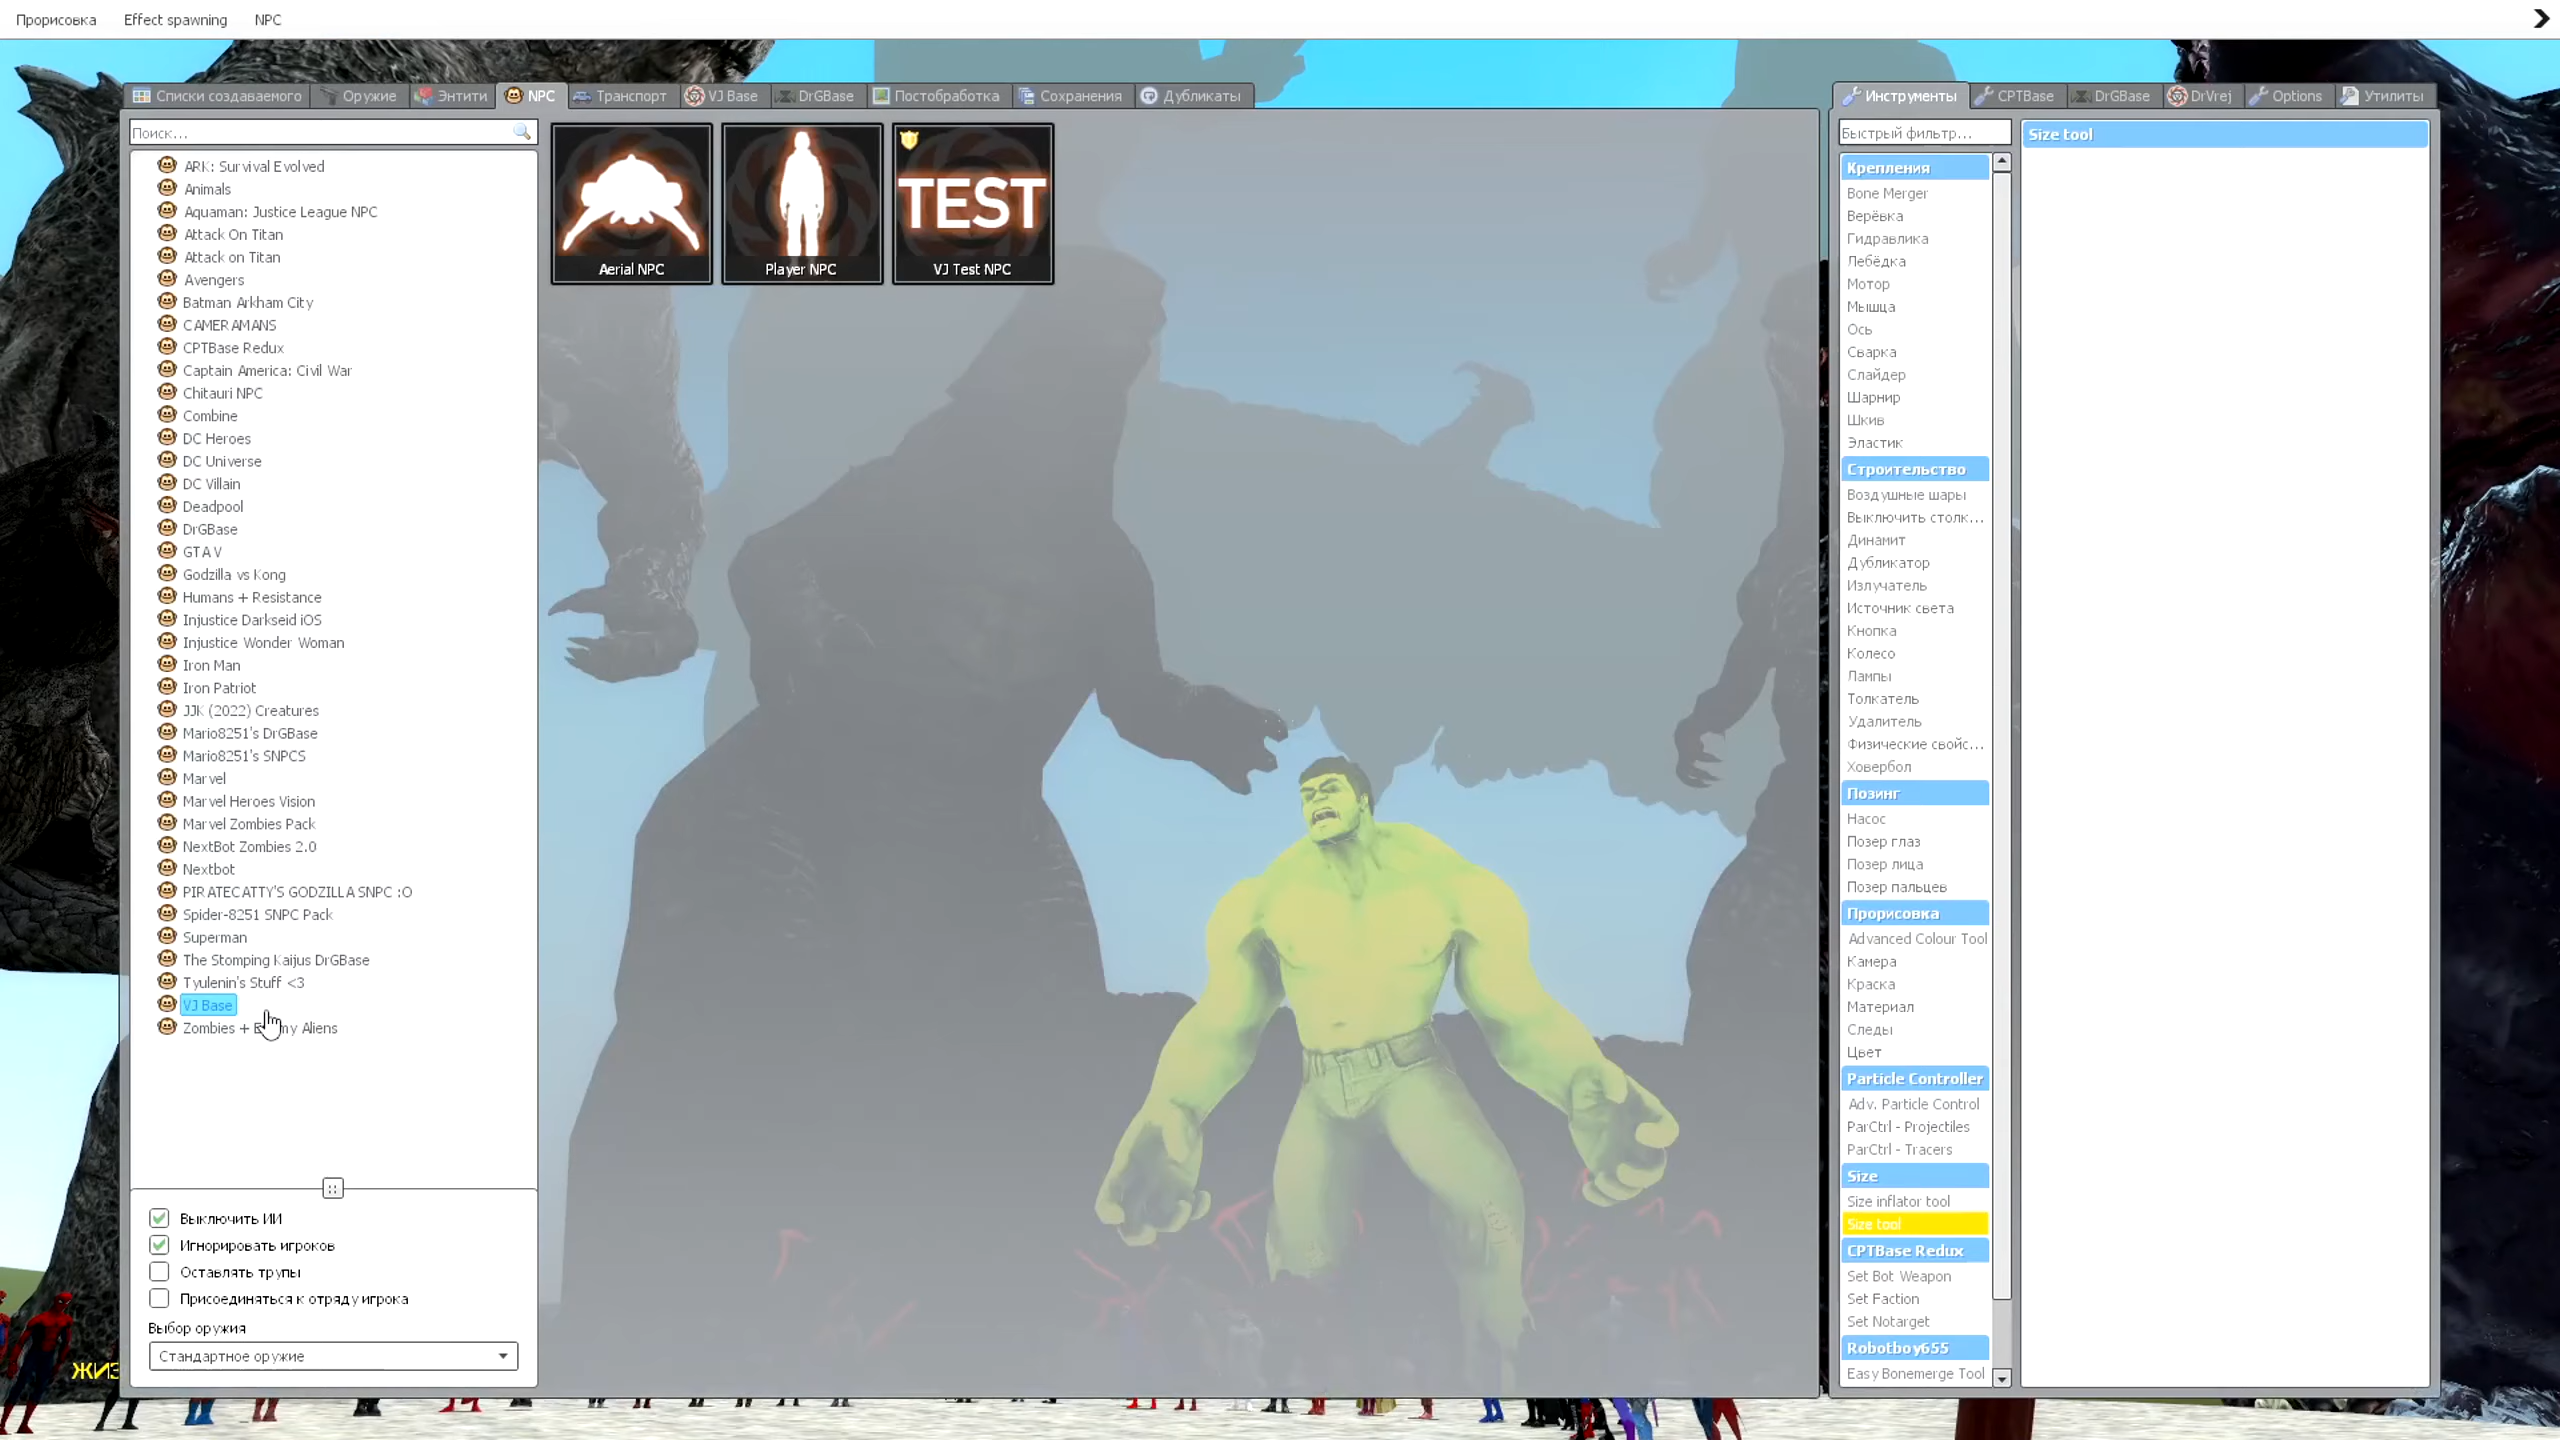 Прорисовка Effect spawning NPC
Списки создаваемого Оружие Энтити NPC Транспорт VJ Base DrGBase Постобработка Сохранения Дубликаты
Поиск...
ARK: Survival Evolved
Animals
Aquaman: Justice League NPC
Attack On Titan
Attack on Titan
Avengers
Batman Arkham City
CAMERAMANS
CPTBase Redux
Captain America: Civil War
Chitauri NPC
Combine
DC Heroes
DC Universe
DC Villain
Deadpool
DrGBase
GTA V
Godzilla vs Kong
Humans + Resistance
Injustice Darkseid iOS
Injustice Wonder Woman
Iron Man
Iron Patriot
JJK (2022) Creatures
Mario8251's DrGBase
Mario8251's SNPCS
Marvel
Marvel Heroes Vision
Marvel Zombies Pack
NextBot Zombies 2.0
Nextbot
PIRATECATTY'S GODZILLA SNPC :O
Spider-8251 SNPC Pack
Superman
The Stomping Kaijus DrGBase
Tyulenin's Stuff <3
VJ Base
Zombies + Enemy Aliens
Выключить ИИ
Игнорировать игроков
Оставлять трупы
Присоединяться к отряду игрока
Выбор оружия
Стандартное оружие
Aerial NPC
Player NPC
TEST
VJ Test NPC
ЖИЗ
Инструменты CPTBase DrGBase DrVrej Options Утилиты
Быстрый фильтр...
Крепления
Bone Merger
Верёвка
Гидравлика
Лебёдка
Мотор
Мышца
Ось
Сварка
Слайдер
Шарнир
Шкив
Эластик
Строительство
Воздушные шары
Выключить столк...
Динамит
Дубликатор
Излучатель
Источник света
Кнопка
Колесо
Лампы
Толкатель
Удалитель
Физические свойс...
Ховербол
Позинг
Насос
Позер глаз
Позер лица
Позер пальцев
Прорисовка
Advanced Colour Tool
Камера
Краска
Материал
Следы
Цвет
Particle Controller
Adv. Particle Control
ParCtrl - Projectiles
ParCtrl - Tracers
Size
Size inflator tool
Size tool
CPTBase Redux
Set Bot Weapon
Set Faction
Set Notarget
Robotboy655
Easy Bonemerge Tool
Size tool